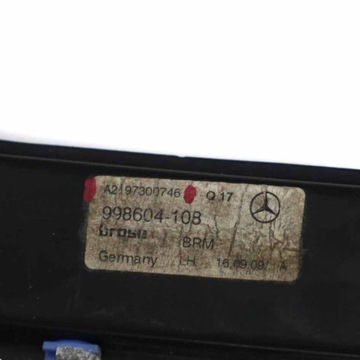 A2197300746 Q 17
998604-108
brose BRM
Germany LH 16.09.09 A